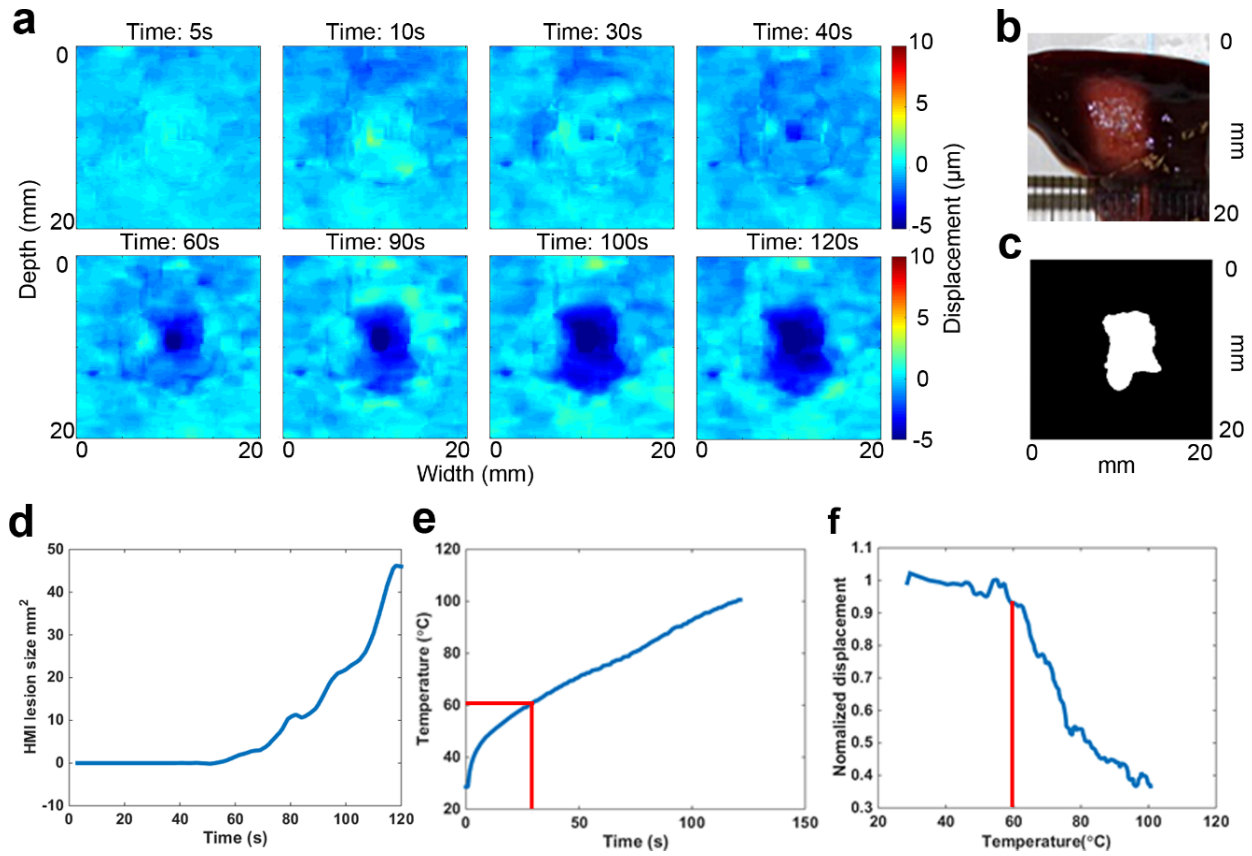 a
Time: 5s
Time: 10s
Time: 30s
Time: 40s
0
20
10
5
0
-5
Depth (mm)
Displacement (µm)
Time: 60s
Time: 90s
Time: 100s
Time: 120s
0
20
10
5
0
-5
0
20
0
20
0
20
0
20
Width (mm)
b
0
mm
20
c
0
mm
20
0
mm
20
d
50
40
30
20
10
0
-10
HMI lesion size mm²
0
20
40
60
80
100
120
Time (s)
e
120
100
80
60
40
20
Temperature (°C)
0
50
100
150
Time (s)
f
1.1
1
0.9
0.8
0.7
0.6
0.5
0.4
0.3
Nomalized displacement
20
40
60
80
100
120
Temperature(°C)